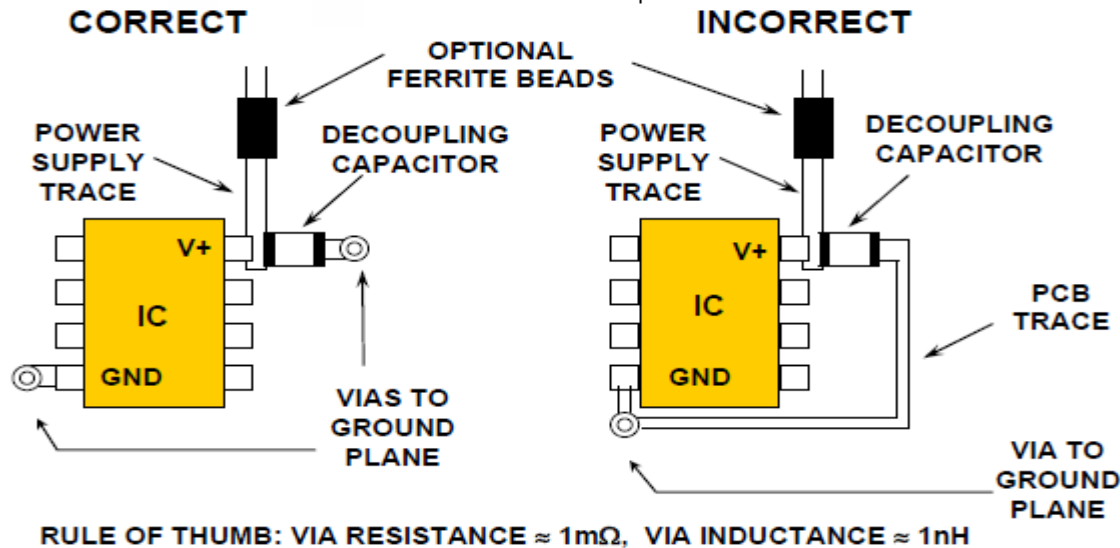 CORRECT
INCORRECT
OPTIONAL
FERRITE BEADS
POWER
SUPPLY
TRACE
DECOUPLING
CAPACITOR
V+
IC
GND
VIAS TO
GROUND
PLANE
POWER
SUPPLY
TRACE
DECOUPLING
CAPACITOR
V+
IC
GND
PCB
TRACE
VIA TO
GROUND
PLANE
RULE OF THUMB: VIA RESISTANCE ≈ 1mΩ, VIA INDUCTANCE ≈ 1nH